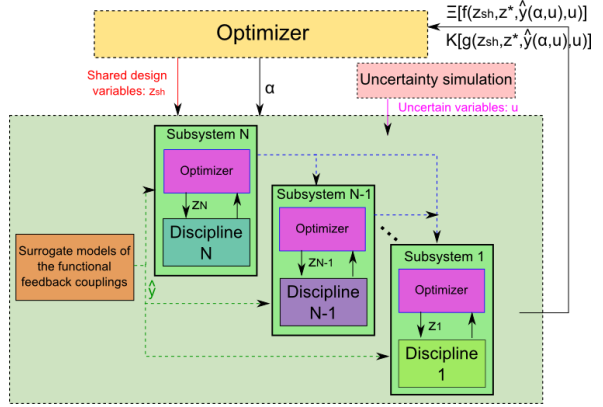 Optimizer
Ξ[f(zsh,z*,ŷ(α,u),u)]
K[g(zsh,z*,ŷ(α,u),u)]
Shared design
variables: zsh
α
Uncertainty simulation
Uncertain variables: u
Subsystem N
Optimizer
zN
Discipline
N
Subsystem N-1
Optimizer
zN-1
Discipline
N-1
Surrogate models of
the functional
feedback couplings
ŷ
Subsystem 1
Optimizer
z1
Discipline
1